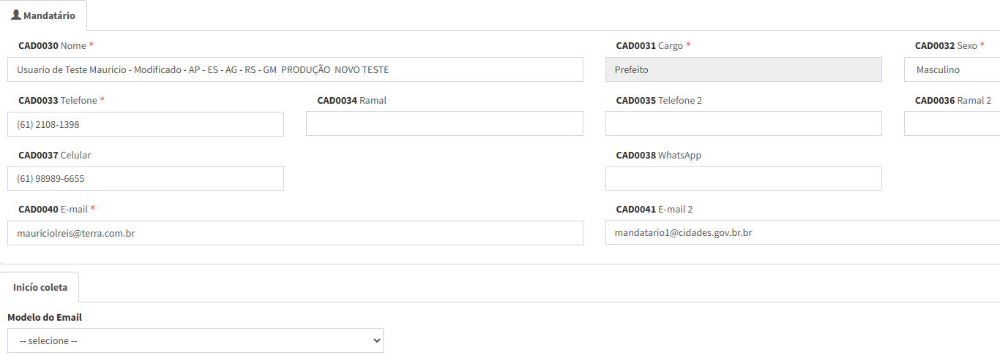 Mandatário
CAD0030 Nome * CAD0031 Cargo * CAD0032 Sexo *
Usuario de Teste Mauricio - Modificado - AP - ES - AG - RS - GM PRODUÇÃO NOVO TESTE Prefeito Masculino
CAD0033 Telefone * CAD0034 Ramal CAD0035 Telefone 2 CAD0036 Ramal 2
(61) 2108-1398
CAD0037 Celular CAD0038 WhatsApp
(61) 98989-6655
CAD0040 E-mail * CAD0041 E-mail 2
mauriciolreis@terra.com.br mandatario1@cidades.gov.br.br
Inicío coleta
Modelo do Email
-- selecione --